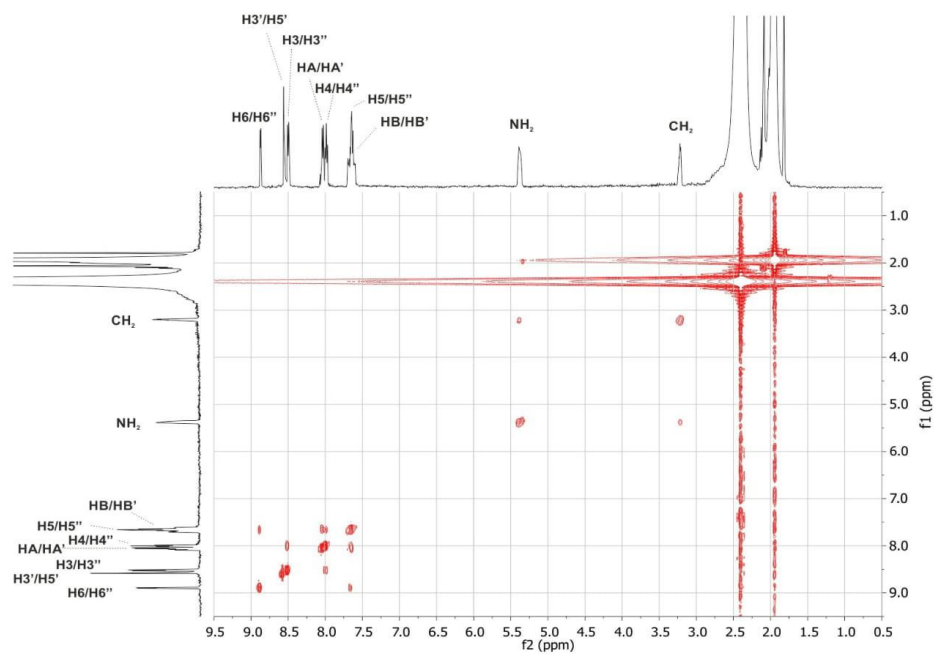 H3'/H5'
H3/H3"
HA/HA'
H4/H4"
H6/H6"
H5/H5"
HB/HB'
NH₂
CH₂
CH₂
NH₂
HB/HB'
H5/H5"
H4/H4"
HA/HA'
H3/H3"
H3'/H5'
H6/H6"
1.0
2.0
3.0
4.0
5.0
6.0
7.0
8.0
9.0
f1 (ppm)
9.5 9.0 8.5 8.0 7.5 7.0 6.5 6.0 5.5 5.0 4.5 4.0 3.5 3.0 2.5 2.0 1.5 1.0 0.5
f2 (ppm)